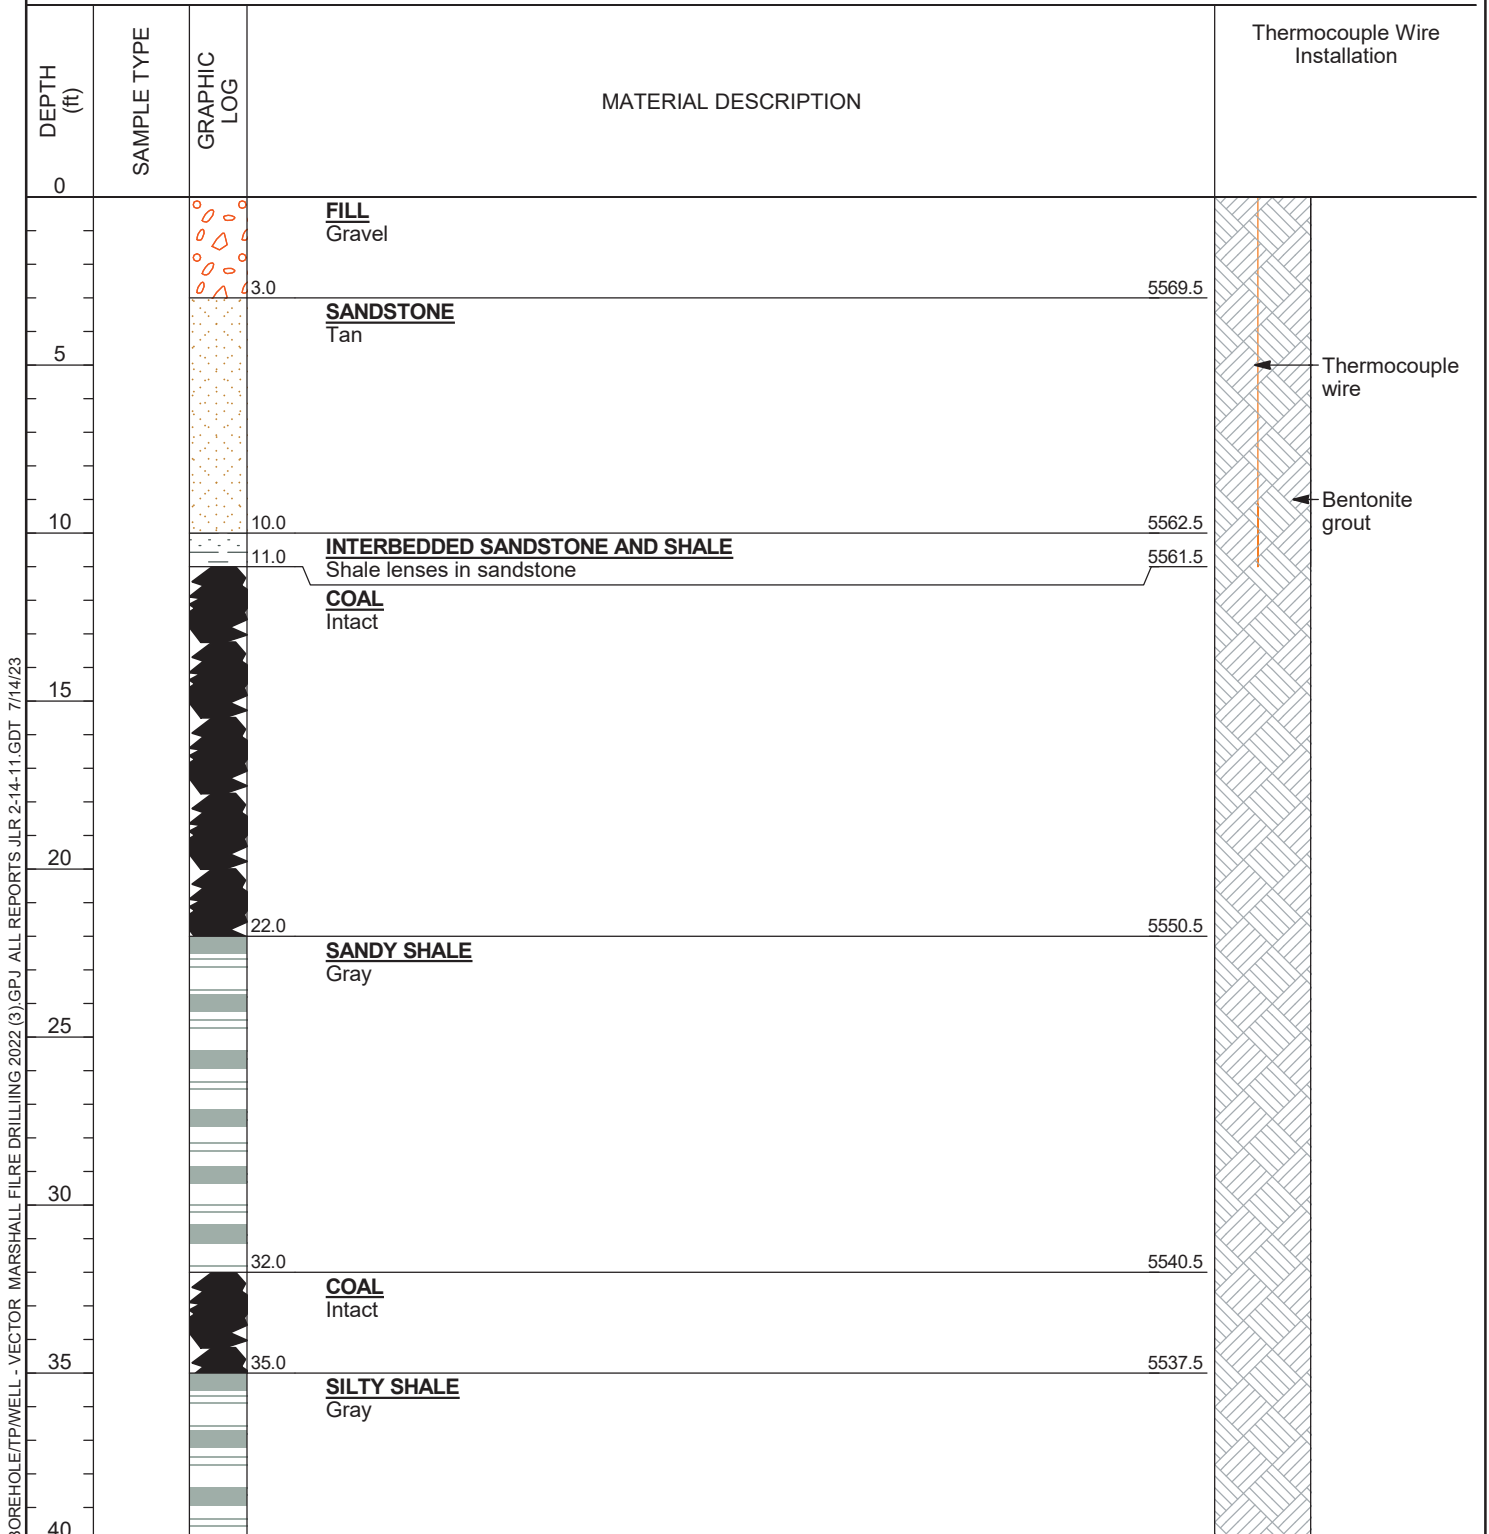 DEPTH
(ft)
SAMPLE TYPE
GRAPHIC
LOG
MATERIAL DESCRIPTION
Thermocouple Wire
Installation
0
FILL
Gravel
3.0 5569.5
SANDSTONE
Tan
5
Thermocouple
wire
Bentonite
grout
10
10.0 5562.5
INTERBEDDED SANDSTONE AND SHALE
11.0 5561.5
Shale lenses in sandstone
COAL
Intact
15
20
22.0 5550.5
SANDY SHALE
Gray
25
30
32.0 5540.5
COAL
Intact
35
35.0 5537.5
SILTY SHALE
Gray
40
BOREHOLE/TP/WELL - VECTOR MARSHALL FILRE DRILLIING 2022 (3).GPJ ALL REPORTS JLR 2-14-11.GDT 7/14/23